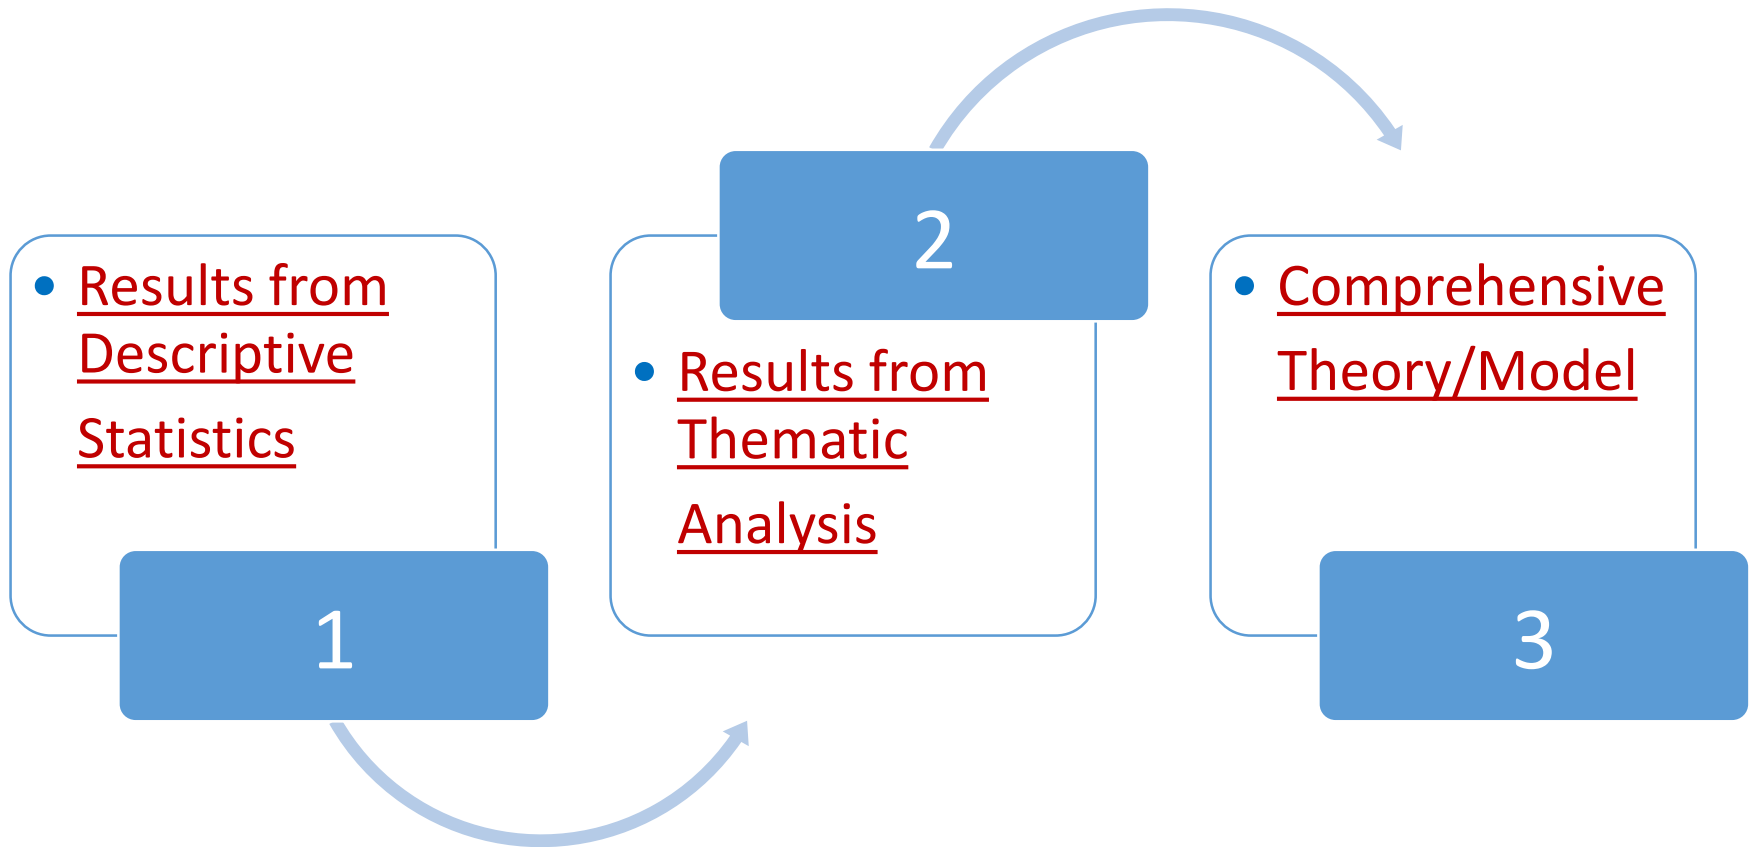 • Results from
Descriptive
Statistics
1
2
• Results from
Thematic
Analysis
• Comprehensive
Theory/Model
3